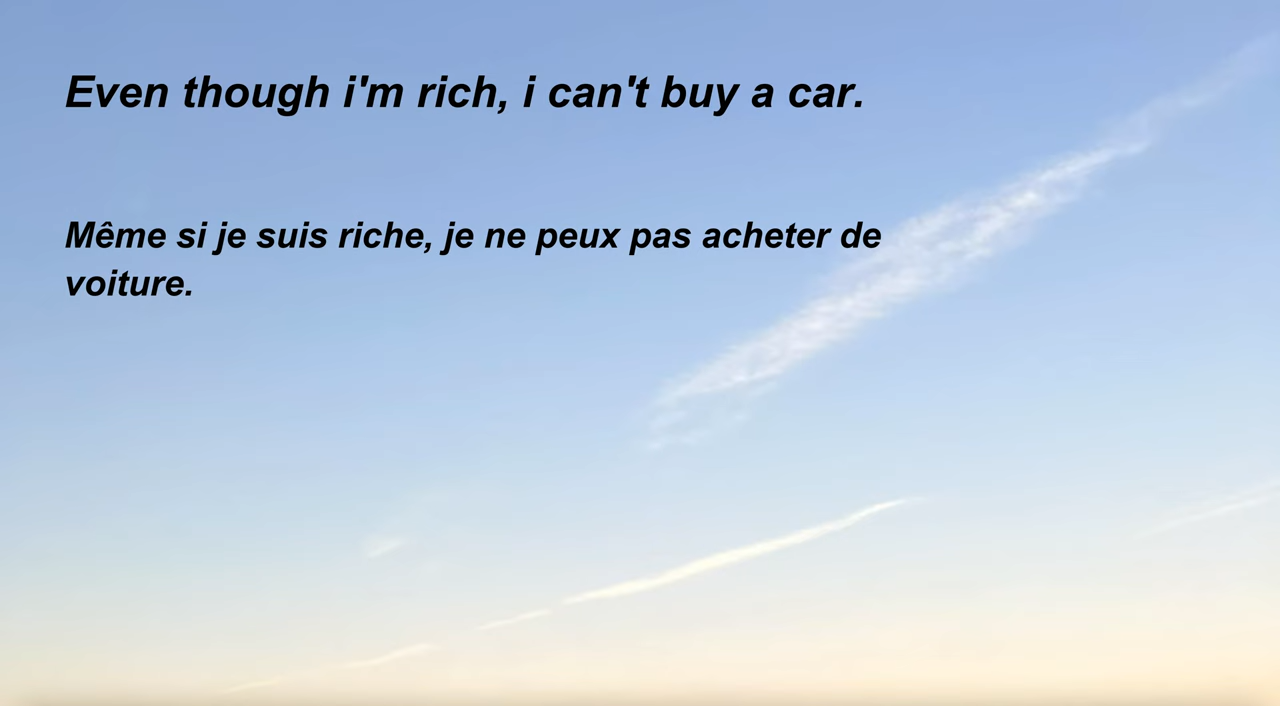 Even though i'm rich, i can't buy a car.
Même si je suis riche, je ne peux pas acheter de
voiture.